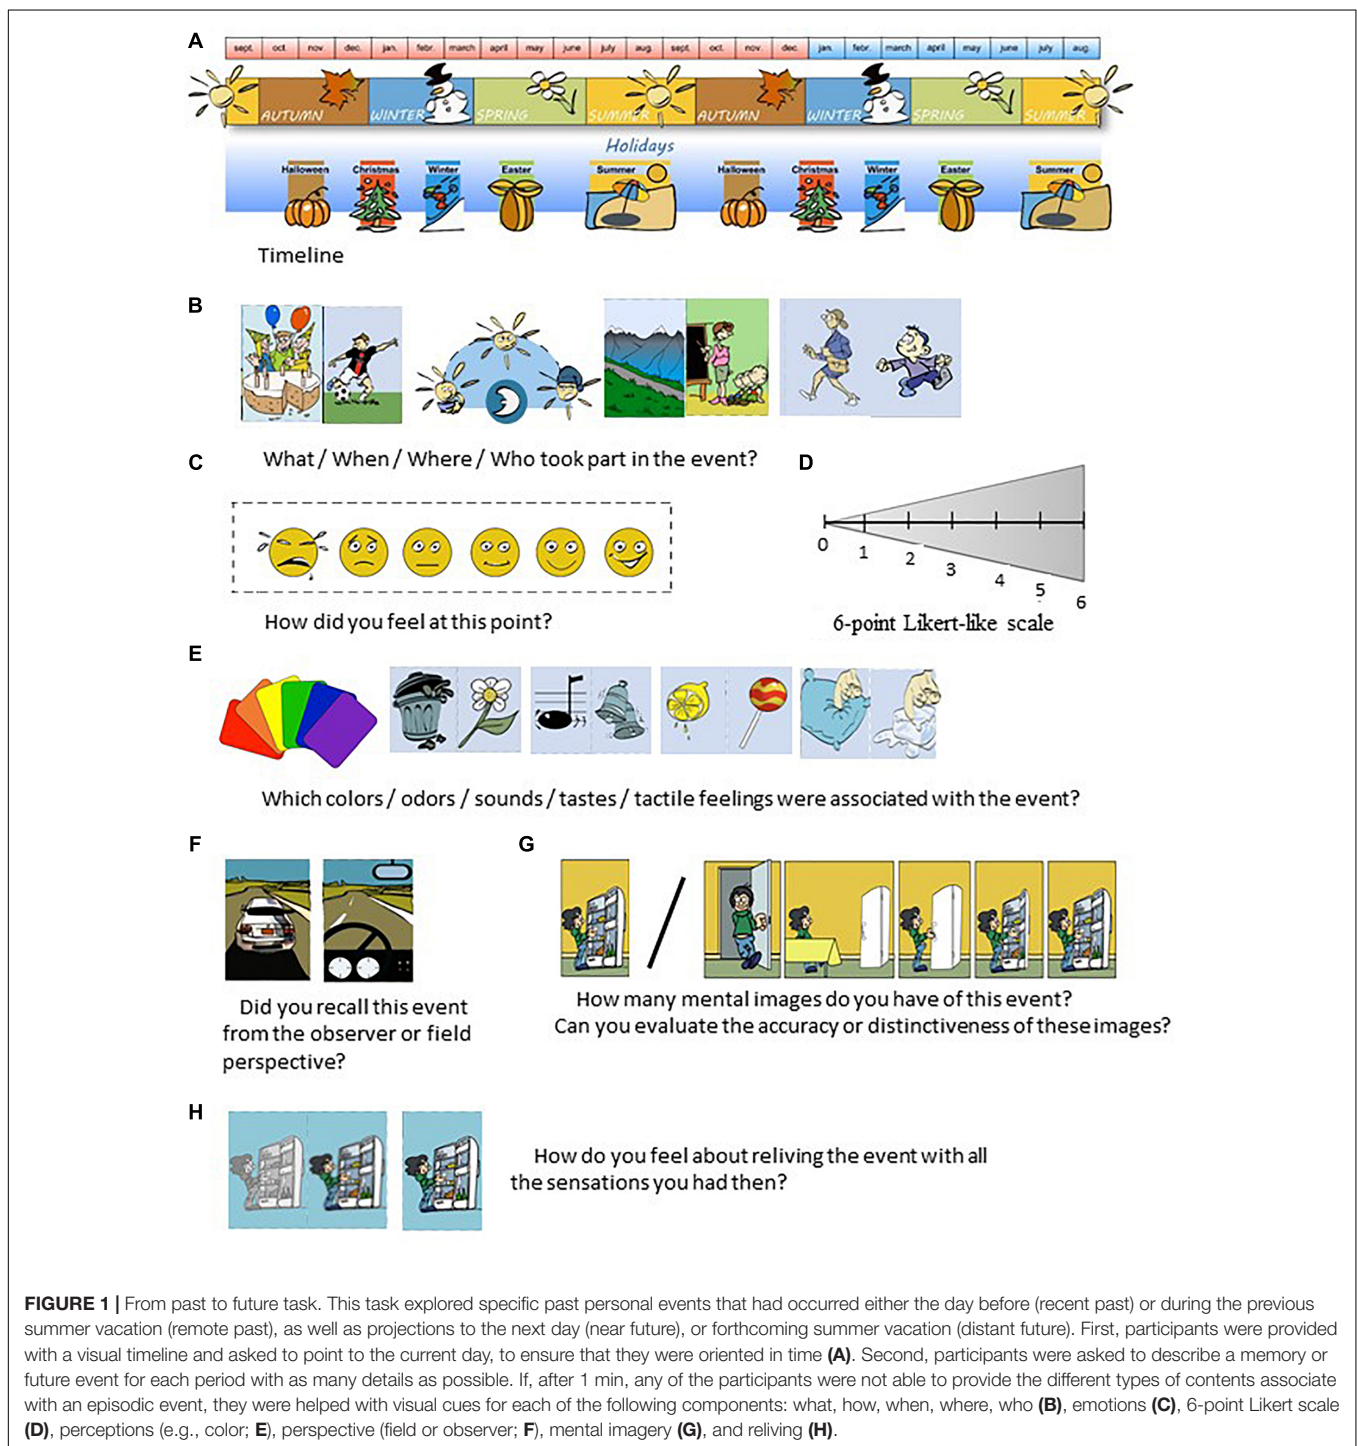 A
sept. oct. nov. dec. jan. febr. march april may june july aug. sept. oct. nov. dec. jan. febr. march april may june july aug.
AUTUMN WINTER SPRING SUMMER AUTUMN WINTER SPRING SUMMER
Holidays
Halloween Christmas Winter Easter Summer Halloween Christmas Winter Easter Summer
Timeline
B
What / When / Where / Who took part in the event?
C
How did you feel at this point?
D
0 1 2 3 4 5 6
6-point Likert-like scale
E
Which colors / odors / sounds / tastes / tactile feelings were associated with the event?
F
Did you recall this event
from the observer or field
perspective?
G
How many mental images do you have of this event?
Can you evaluate the accuracy or distinctiveness of these images?
H
How do you feel about reliving the event with all
the sensations you had then?
FIGURE 1 | From past to future task. This task explored specific past personal events that had occurred either the day before (recent past) or during the previous
summer vacation (remote past), as well as projections to the next day (near future), or forthcoming summer vacation (distant future). First, participants were provided
with a visual timeline and asked to point to the current day, to ensure that they were oriented in time (A). Second, participants were asked to describe a memory or
future event for each period with as many details as possible. If, after 1 min, any of the participants were not able to provide the different types of contents associate
with an episodic event, they were helped with visual cues for each of the following components: what, how, when, where, who (B), emotions (C), 6-point Likert scale
(D), perceptions (e.g., color; E), perspective (field or observer; F), mental imagery (G), and reliving (H).